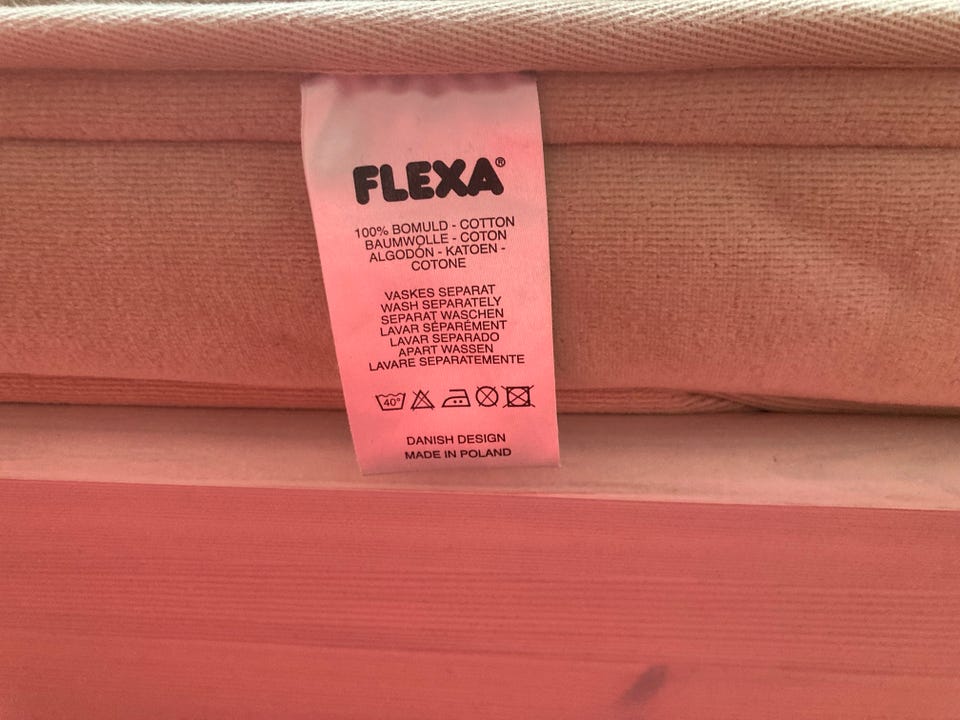 FLEXA®
100% BOMULD - COTTON
BAUMWOLLE - COTON
ALGODÓN - KATOEN -
COTONE
VASKES SEPARAT
WASH SEPARATELY
SEPARAT WASCHEN
LAVAR SÉPARÉMENT
LAVAR SEPARADO
APART WASSEN
LAVARE SEPARATEMENTE
40°
DANISH DESIGN
MADE IN POLAND